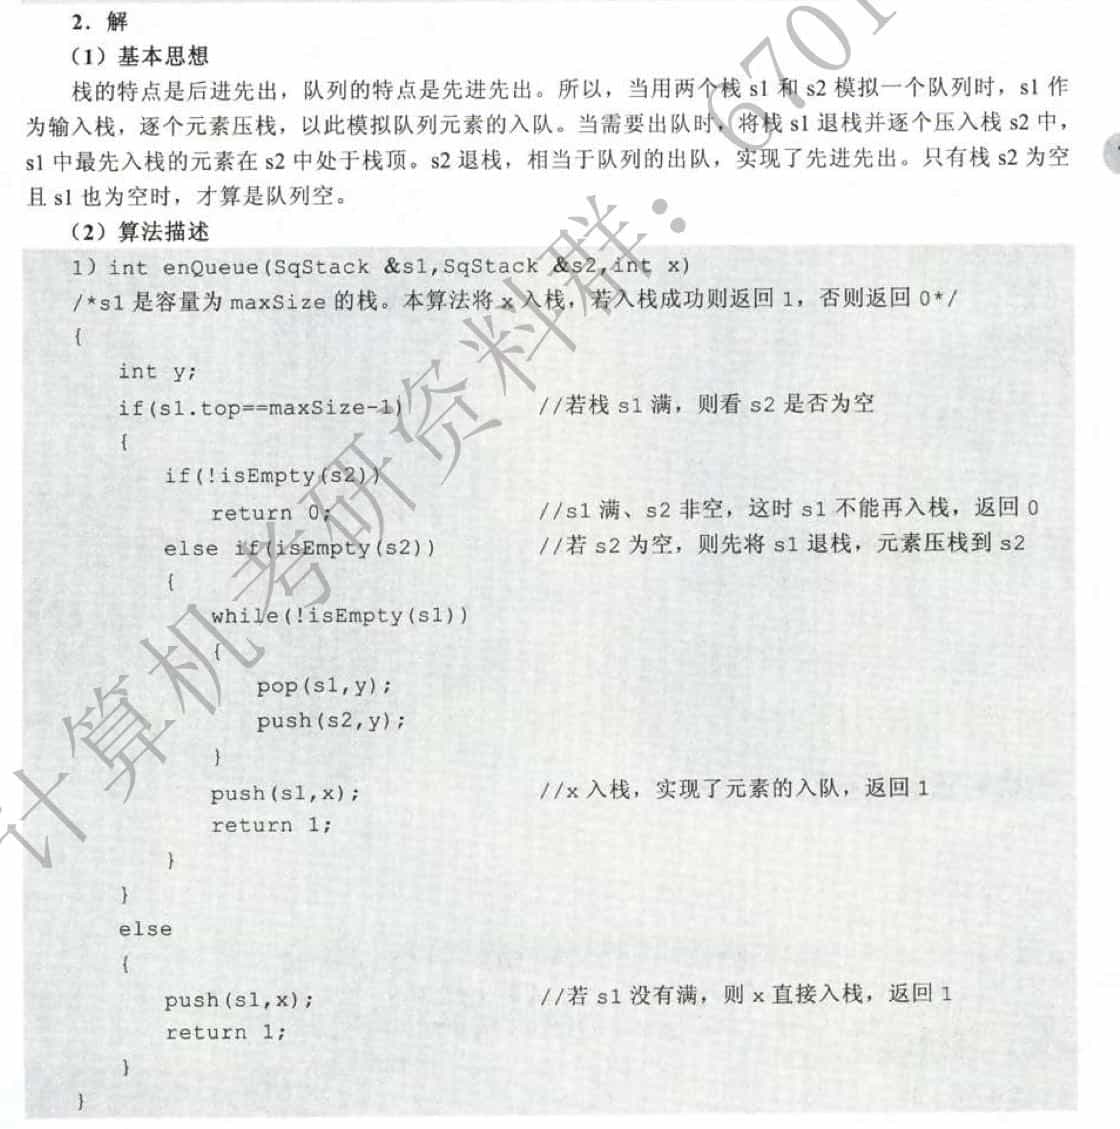 2．解
（1）基本思想
栈的特点是后进先出，队列的特点是先进先出。所以，当用两个栈 s1 和 s2 模拟一个队列时，s1 作
为输入栈，逐个元素压栈，以此模拟队列元素的入队。当需要出队时，将栈 s1 退栈并逐个压入栈 s2 中，
s1 中最先入栈的元素在 s2 中处于栈顶。s2 退栈，相当于队列的出队，实现了先进先出。只有栈 s2 为空
且 s1 也为空时，才算是队列空。
（2）算法描述
1）int enQueue(SqStack &s1,SqStack &s2,int x)
/*s1 是容量为 maxSize 的栈。本算法将 x 入栈，若入栈成功则返回 1，否则返回 0*/
{
int y;
if(s1.top==maxSize-1) //若栈 s1 满，则看 s2 是否为空
{
if(!isEmpty(s2))
return 0; //s1 满、s2 非空，这时 s1 不能再入栈，返回 0
else if(isEmpty(s2)) //若 s2 为空，则先将 s1 退栈，元素压栈到 s2
{
while(!isEmpty(s1))
{
pop(s1,y);
push(s2,y);
}
push(s1,x); //x 入栈，实现了元素的入队，返回 1
return 1;
}
}
else
{
push(s1,x); //若 s1 没有满，则 x 直接入栈，返回 1
return 1;
}
}
计算机考研资料群：6701